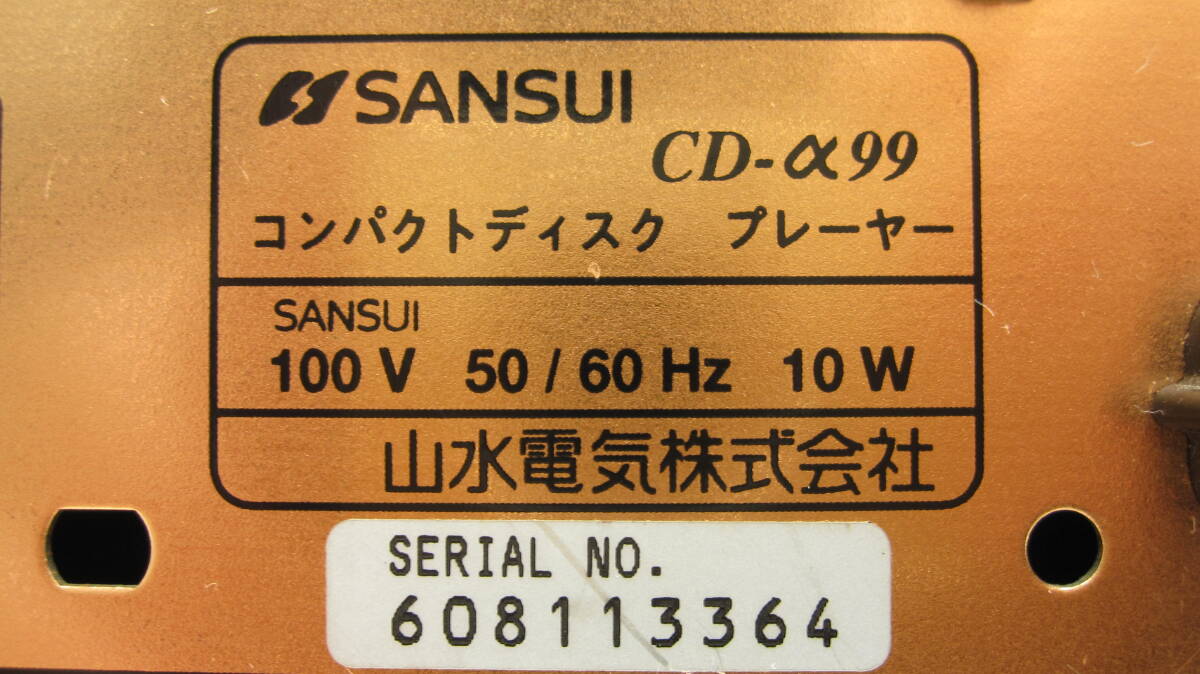 SANSUI
CD-α99
コンパクトディスク プレーヤー
SANSUI
100 V 50 / 60 Hz 10 W
山水電気株式会社
SERIAL NO.
608113364